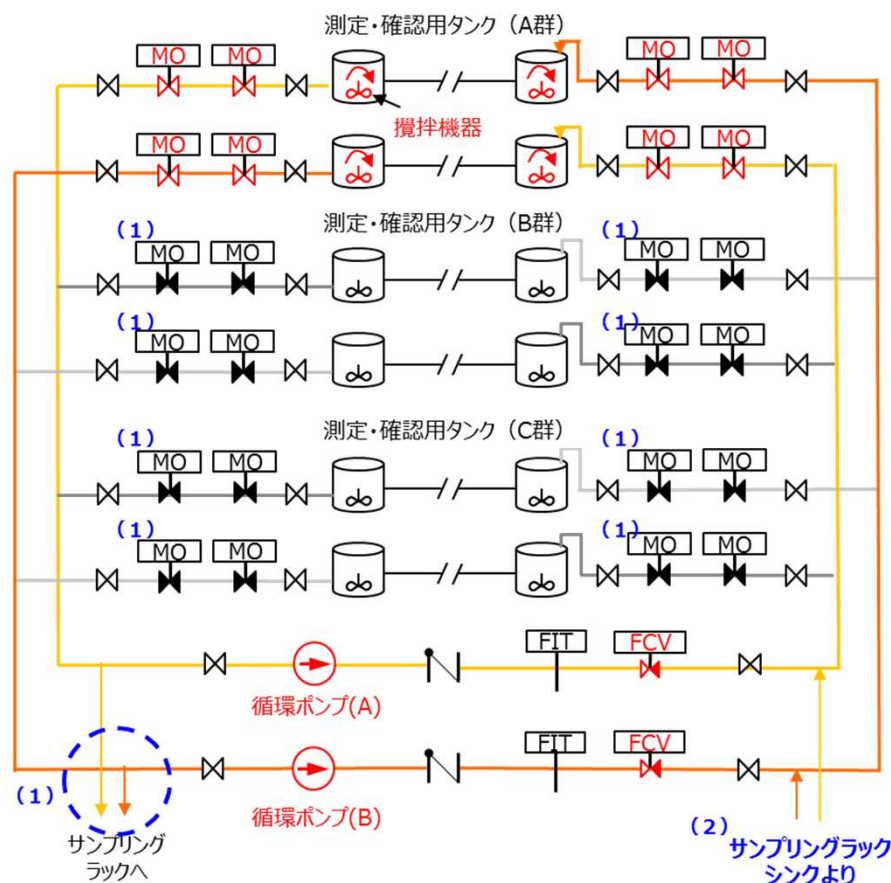 測定・確認用タンク（A群）
MO MO MO MO
攪拌機器
MO MO MO MO
測定・確認用タンク（B群）
（1） （1）
MO MO MO MO
（1） （1）
MO MO MO MO
測定・確認用タンク（C群）
（1） （1）
MO MO MO MO
（1） （1）
MO MO MO MO
FIT FCV
循環ポンプ(A)
FIT FCV
（1）
循環ポンプ(B)
（2）
サンプリング
ラックへ
サンプリングラック
シンクより